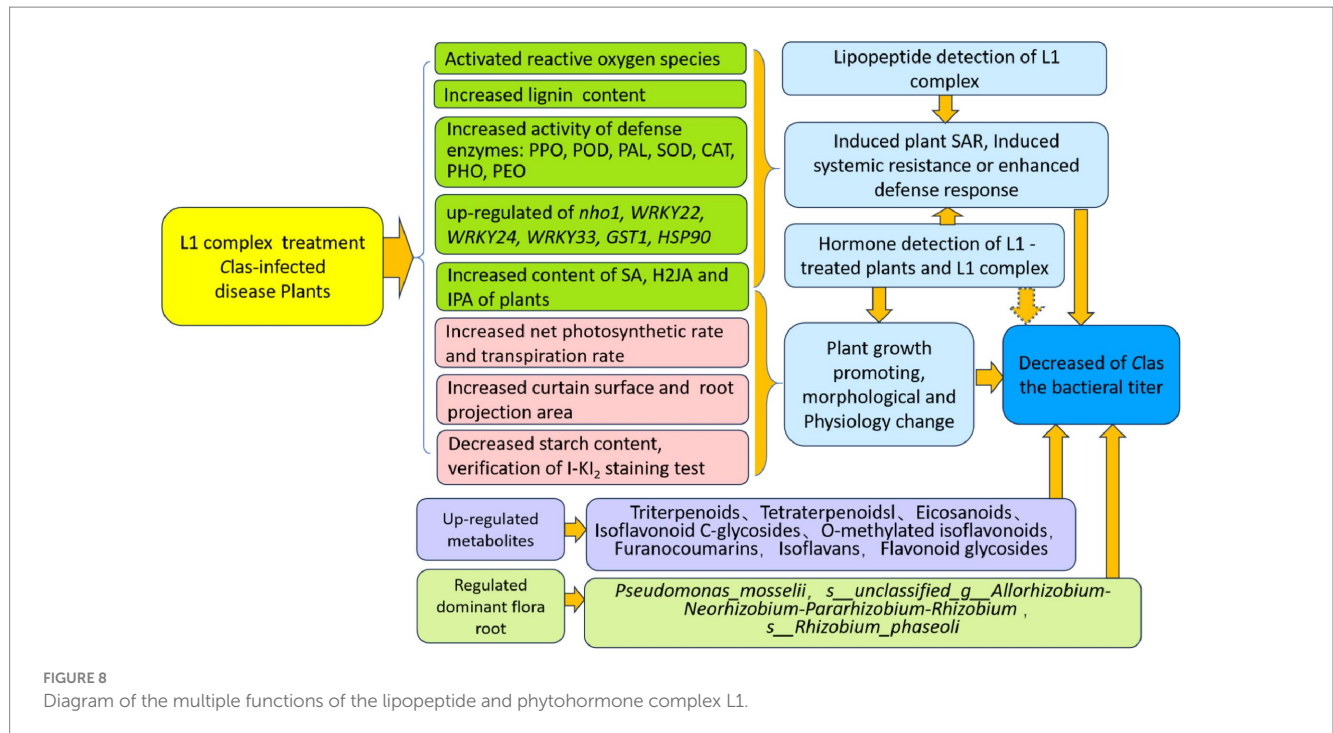 Activated reactive oxygen species
Increased lignin content
Increased activity of defense
enzymes: PPO, POD, PAL, SOD, CAT,
PHO, PEO
up-regulated of nho1, WRKY22,
WRKY24, WRKY33, GST1, HSP90
Increased content of SA, H2JA and
IPA of plants
Increased net photosynthetic rate
and transpiration rate
Increased curtain surface and root
projection area
Decreased starch content,
verification of I-KI₂ staining test
L1 complex treatment
Clas-infected
disease Plants
Lipopeptide detection of L1
complex
Induced plant SAR, Induced
systemic resistance or enhanced
defense response
Hormone detection of L1 -
treated plants and L1 complex
Plant growth
promoting,
morphological and
Physiology change
Decreased of Clas
the bactieral titer
Up-regulated
metabolites
Triterpenoids、Tetraterpenoidsl、Eicosanoids、
Isoflavonoid C-glycosides、O-methylated isoflavonoids，
Furanocoumarins， Isoflavans， Flavonoid glycosides
Regulated
dominant flora
root
Pseudomonas_mosselii， s__unclassified_g__Allorhizobium-
Neorhizobium-Pararhizobium-Rhizobium，
s__Rhizobium_phaseoli
FIGURE 8
Diagram of the multiple functions of the lipopeptide and phytohormone complex L1.